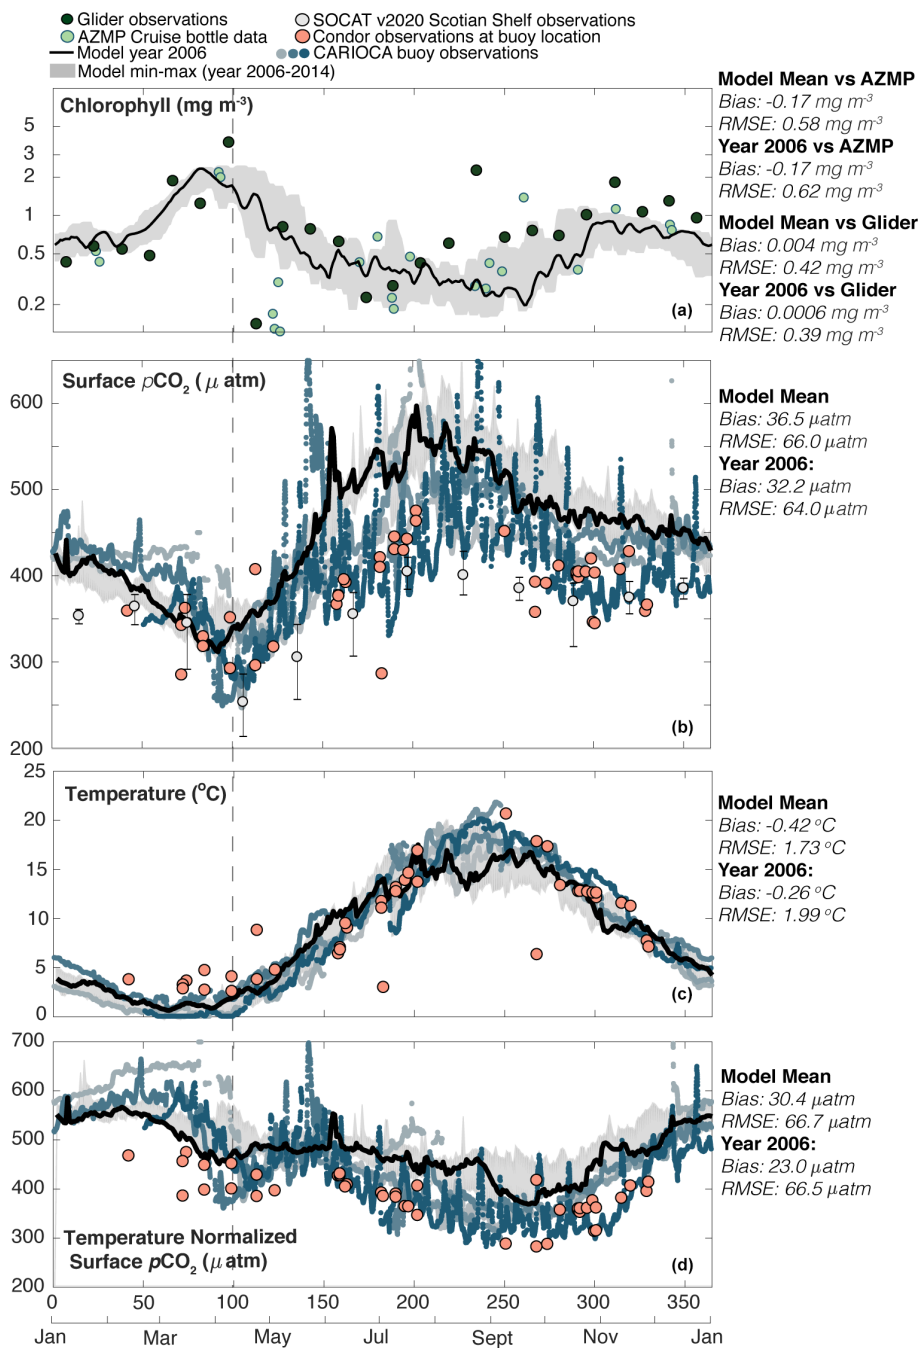 Glider observations
AZMP Cruise bottle data
Model year 2006
Model min-max (year 2006-2014)
SOCAT v2020 Scotian Shelf observations
Condor observations at buoy location
CARIOCA buoy observations
Chlorophyll (mg m-3)
5
3
2
1
0.5
0.2
(a)
Model Mean vs AZMP
Bias: -0.17 mg m-3
RMSE: 0.58 mg m-3
Year 2006 vs AZMP
Bias: -0.17 mg m-3
RMSE: 0.62 mg m-3
Model Mean vs Glider
Bias: 0.004 mg m-3
RMSE: 0.42 mg m-3
Year 2006 vs Glider
Bias: 0.0006 mg m-3
RMSE: 0.39 mg m-3
Surface pCO2 (μ atm)
600
500
400
300
200
(b)
Model Mean
Bias: 36.5 μatm
RMSE: 66.0 μatm
Year 2006:
Bias: 32.2 μatm
RMSE: 64.0 μatm
Temperature (oC)
25
20
15
10
5
0
(c)
Model Mean
Bias: -0.42 oC
RMSE: 1.73 oC
Year 2006:
Bias: -0.26 oC
RMSE: 1.99 oC
700
600
500
400
300
200
Temperature Normalized
Surface pCO2 (μ atm)
(d)
Model Mean
Bias: 30.4 μatm
RMSE: 66.7 μatm
Year 2006:
Bias: 23.0 μatm
RMSE: 66.5 μatm
0 50 100 150 200 250 300 350
Jan Mar May Jul Sept Nov Jan